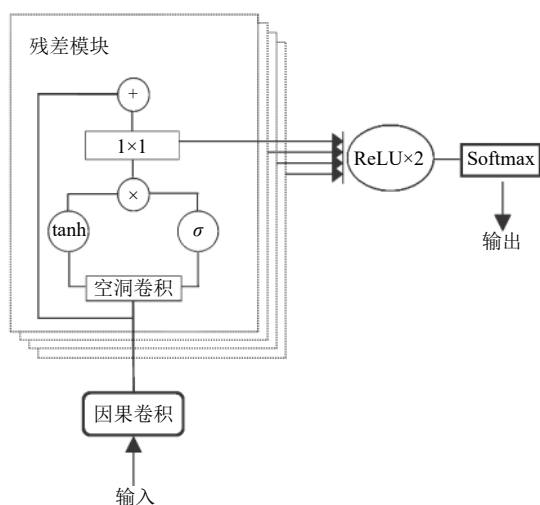 残差模块
+
1×1
ReLU×2
Softmax
×
tanh
σ
输出
空洞卷积
因果卷积
输入